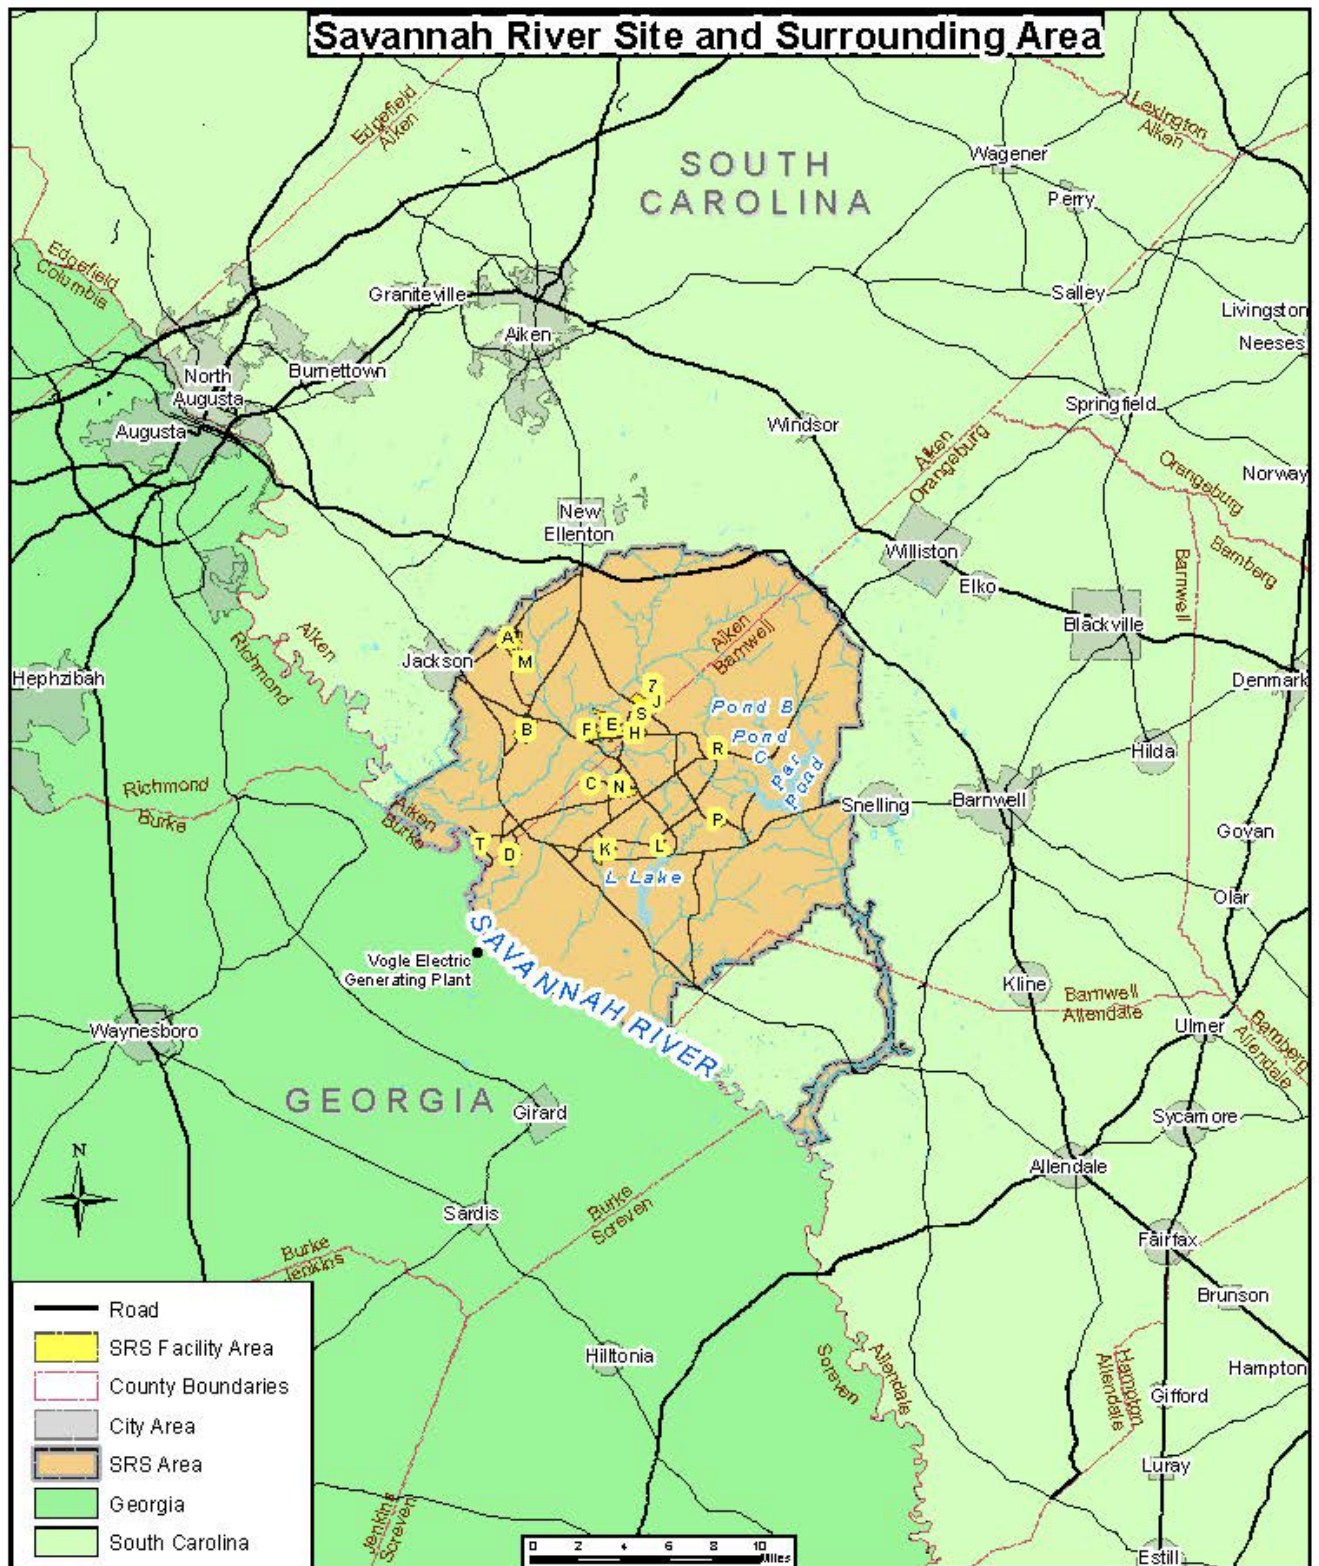 Savannah River Site and Surrounding Area
Edgefield
Aiken
Lexington
Aiken
SOUTH
CAROLINA
Wagener
Perry
Edgefield
Columbia
Graniteville
Aiken
Salley
Livingston
Neeses
North
Augusta
Burnettown
Augusta
Windsor
Springfield
Aiken
Orangeburg
Orangeburg
Bamberg
Norway
New
Ellenton
Williston
Elko
Barnwell
Blackville
Aiken
Richmond
Jackson
A
M
Aiken
Barnwell
Hephzibah
Denmark
Z
J
S
Pond B
B
F
E
H
Pond
C
R
Par
Pond
Hilda
Richmond
Burke
C
N
Snelling
Barnwell
Aiken
Burke
P
Govan
T
D
K
L
L Lake
Olar
SAVANNAH RIVER
Vogle Electric
Generating Plant
Kline
Barnwell
Allendale
Ulmer
Bamberg
Allendale
Waynesboro
GEORGIA
Girard
Sycamore
N
Allendale
Sardis
Burke
Screven
Burke
Jenkins
Fairfax
Brunson
Hilltonia
Screven
Allendale
Hampton
Allendale
Hampton
Gifford
Luray
Estill
Jenkins
Screven
Road
SRS Facility Area
County Boundaries
City Area
SRS Area
Georgia
South Carolina
0 2 4 6 8 10
Miles